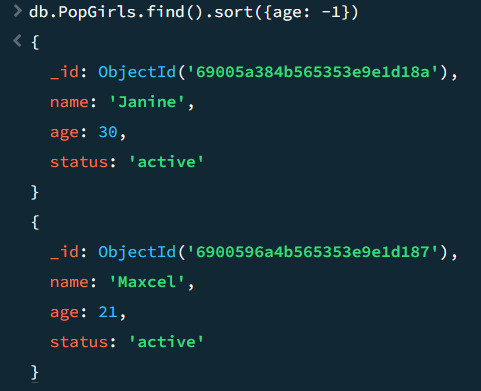 > db.PopGirls.find().sort({age: -1})
< {
_id: ObjectId('69005a384b565353e9e1d18a'),
name: 'Janine',
age: 30,
status: 'active'
}
{
_id: ObjectId('6900596a4b565353e9e1d187'),
name: 'Maxcel',
age: 21,
status: 'active'
}